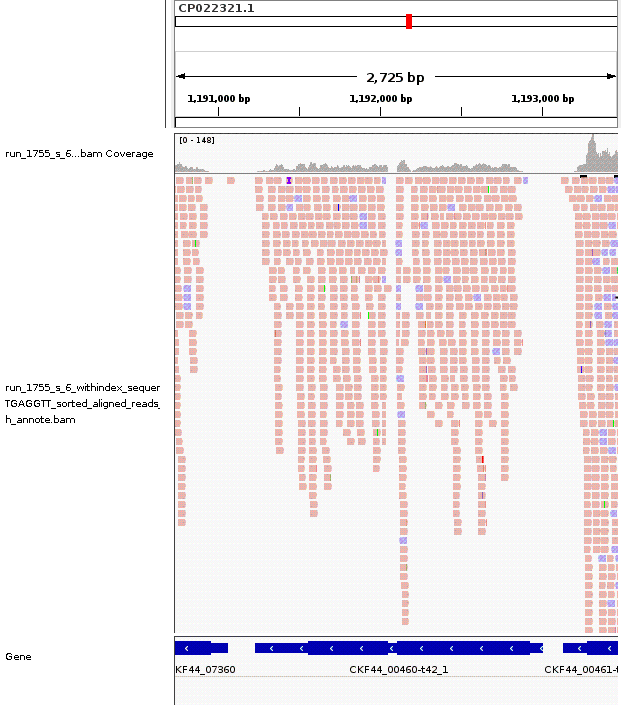 CP022321.1
2,725 bp
1,191,000 bp 1,192,000 bp 1,193,000 bp
run_1755_s_6...bam Coverage
[0 - 148]
run_1755_s_6_withindex_sequer
TGAGGTT_sorted_aligned_reads_
h_annote.bam
Gene
KF44_07360 CKF44_00460-t42_1 CKF44_00461-t